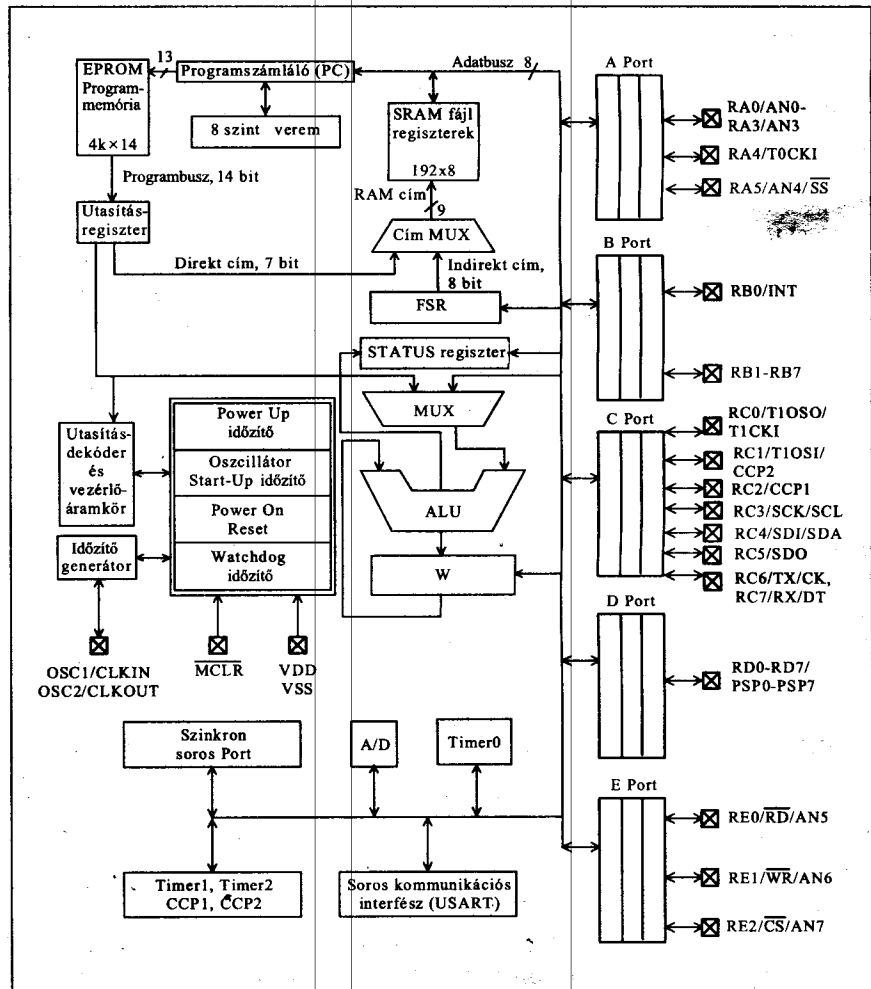 EPROM
Program-
memória
4k×14
13
Programszámláló (PC)
8 szint verem
Adatbusz 8
SRAM fájl
regiszterek
192x8
RAM cím
9
Cím MUX
Programbusz, 14 bit
Utasítás-
regiszter
Direkt cím, 7 bit
Indirekt cím,
8 bit
FSR
STATUS regiszter
MUX
ALU
W
Utasítás-
dekóder
és
vezérlő-
áramkör
Power Up
időzítő
Oszcillátor
Start-Up időzítő
Power On
Reset
Watchdog
időzítő
Időzítő
generátor
OSC1/CLKIN
OSC2/CLKOUT
MCLR
VDD
VSS
Szinkron
soros Port
A/D
Timer0
Timer1, Timer2
CCP1, CCP2
Soros kommunikációs
interfész (USART)
A Port
RA0/AN0-
RA3/AN3
RA4/T0CKI
RA5/AN4/SS
B Port
RB0/INT
RB1-RB7
C Port
RC0/T1OSO/
T1CKI
RC1/T1OSI/
CCP2
RC2/CCP1
RC3/SCK/SCL
RC4/SDI/SDA
RC5/SDO
RC6/TX/CK,
RC7/RX/DT
D Port
RD0-RD7/
PSP0-PSP7
E Port
RE0/RD/AN5
RE1/WR/AN6
RE2/CS/AN7